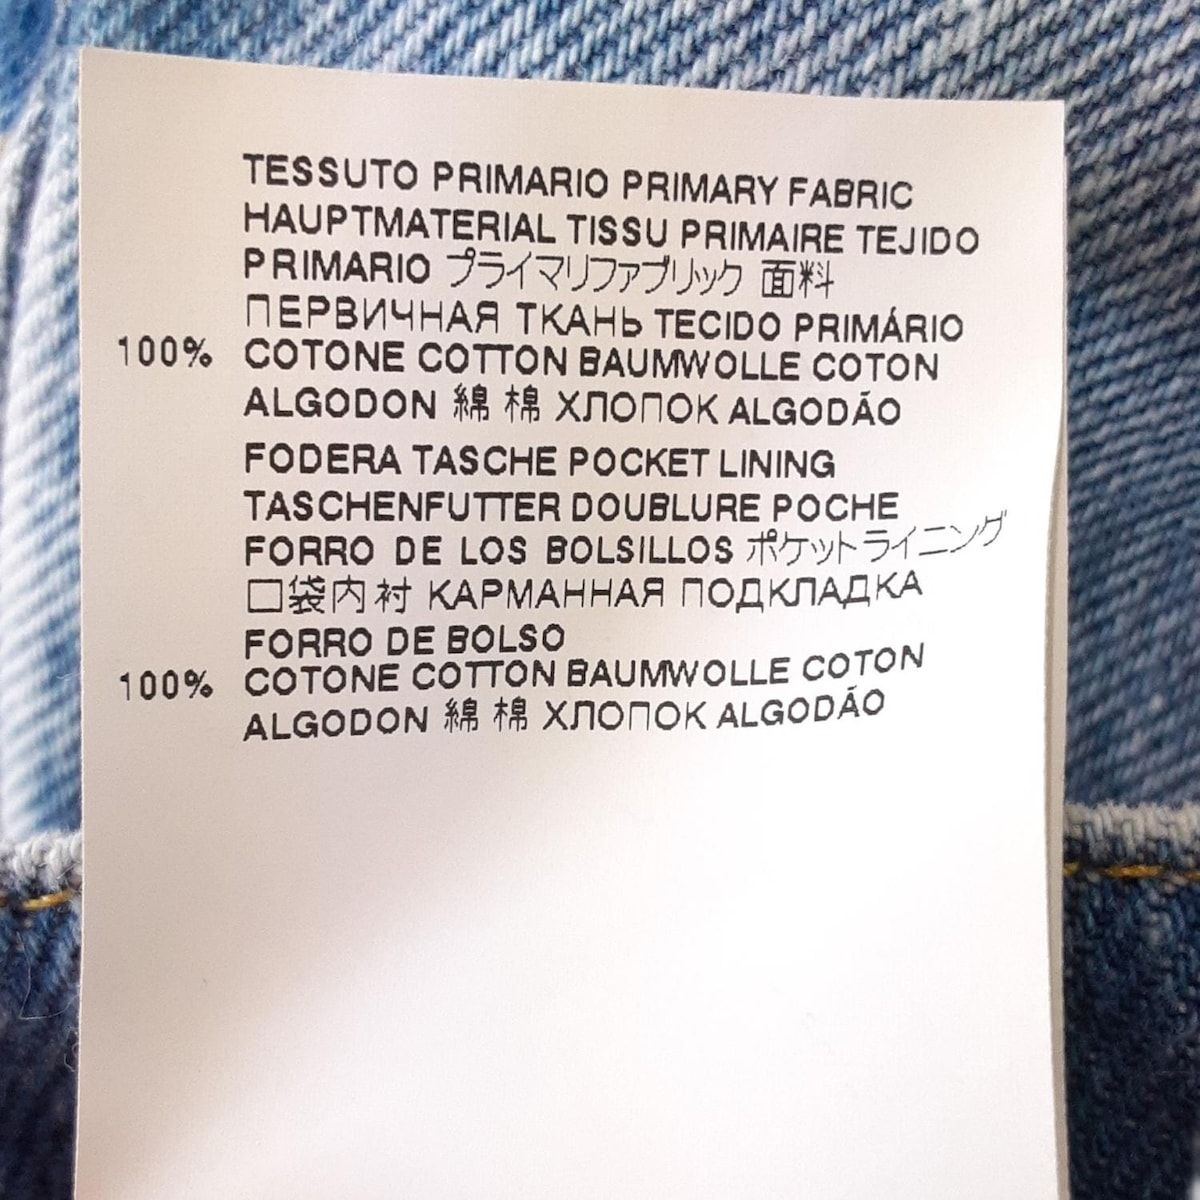 TESSUTO PRIMARIO PRIMARY FABRIC
HAUPTMATERIAL TISSU PRIMAIRE TEJIDO
PRIMARIO プライマリファブリック 面料
ПЕРВИЧНАЯ ТКАНЬ TECIDO PRIMÁRIO
100% COTONE COTTON BAUMWOLLE COTON
ALGODON 綿 棉 ХЛОПОК ALGODÃO
FODERA TASCHE POCKET LINING
TASCHENFUTTER DOUBLURE POCHE
FORRO DE LOS BOLSILLOS ポケットライニング
口袋内衬 КАРМАННАЯ ПОДКЛАДКА
FORRO DE BOLSO
100% COTONE COTTON BAUMWOLLE COTON
ALGODON 綿 棉 ХЛОПОК ALGODÃO